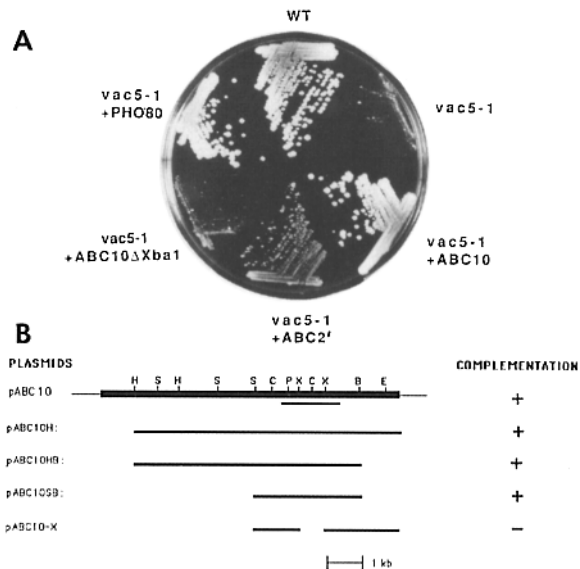 A
WT
vac5-1
+PHO80
vac5-1
vac5-1
+ABC10ΔXba1
vac5-1
+ABC10
vac5-1
+ABC2'
B
PLASMIDS
COMPLEMENTATION
H S H S S C P X C X B E
pABC10 +
pABC10H: +
pABC10HB: +
pABC10SB: +
pABC10-X −
1 kb